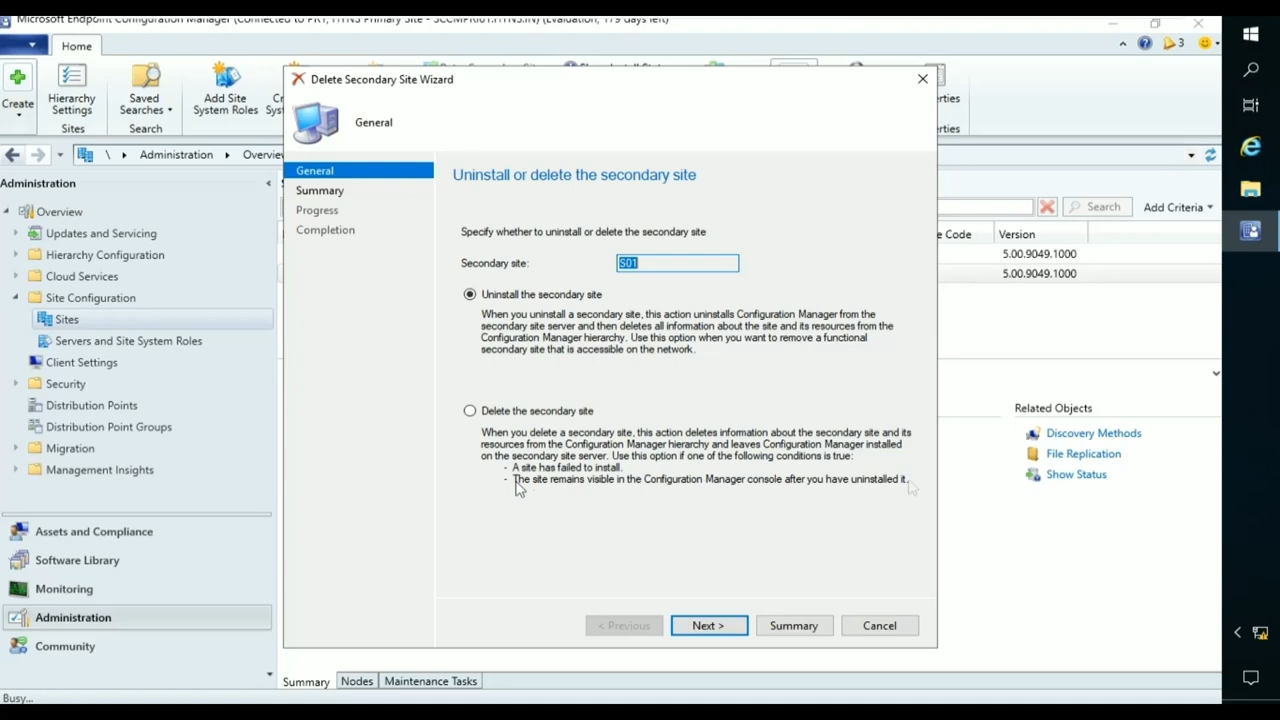 Microsoft Endpoint Configuration Manager (Connected to
Primary Site -
(Evaluation, 179 days left)
Home
3
Create
Hierarchy
Settings
Saved
Searches
Add Site
System Roles
Sites
Search
\ Administration Overview
Administration
Overview
Updates and Servicing
Hierarchy Configuration
Cloud Services
Site Configuration
Sites
Servers and Site System Roles
Client Settings
Security
Distribution Points
Distribution Point Groups
Migration
Management Insights
Assets and Compliance
Software Library
Monitoring
Administration
Community
Busy...
Delete Secondary Site Wizard
General
General
Summary
Progress
Completion
Uninstall or delete the secondary site
Specify whether to uninstall or delete the secondary site
Secondary site: S01
Uninstall the secondary site
When you uninstall a secondary site, this action uninstalls Configuration Manager from the
secondary site server and then deletes all information about the site and its resources from the
Configuration Manager hierarchy. Use this option when you want to remove a functional
secondary site that is accessible on the network.
Delete the secondary site
When you delete a secondary site, this action deletes information about the secondary site and its
resources from the Configuration Manager hierarchy and leaves Configuration Manager installed
on the secondary site server. Use this option if one of the following conditions is true:
- A site has failed to install.
- The site remains visible in the Configuration Manager console after you have uninstalled it.
< Previous
Next >
Summary
Cancel
Search
Add Criteria
e Code
Version
5.00.9049.1000
5.00.9049.1000
Related Objects
Discovery Methods
File Replication
Show Status
Summary
Nodes
Maintenance Tasks